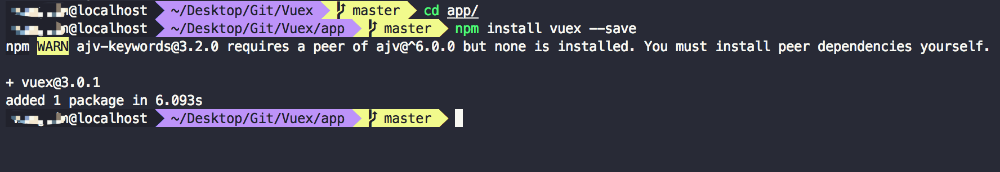 @localhost ~/Desktop/Git/Vuex master cd app/
@localhost ~/Desktop/Git/Vuex/app master npm install vuex --save
npm WARN ajv-keywords@3.2.0 requires a peer of ajv@^6.0.0 but none is installed. You must install peer dependencies yourself.
+ vuex@3.0.1
added 1 package in 6.093s
@localhost ~/Desktop/Git/Vuex/app master